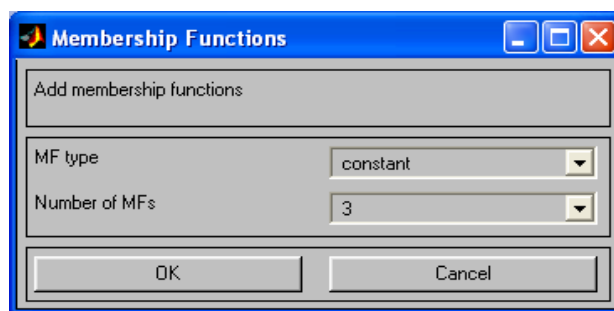 Membership Functions
Add membership functions
MF type
constant
Number of MFs
3
OK
Cancel